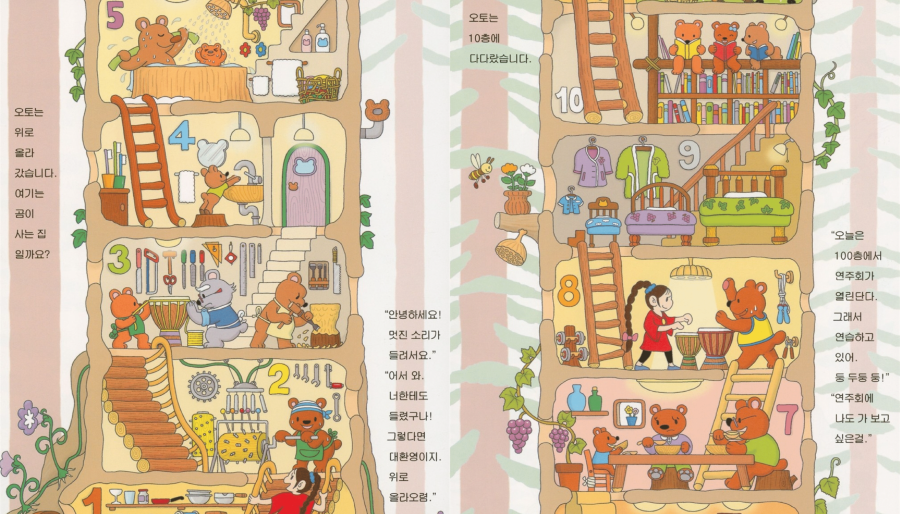 5
오토는
위로
올라
갔습니다.
여기는
곰이
사는 집
일까요?
4
3
"안녕하세요!
멋진 소리가
들려서요."
"어서 와.
너한테도
들렸구나!
그렇다면
대환영이지.
위로
올라오렴."
2
1
오토는
10층에
다다랐습니다.
10
9
8
"오늘은
100층에서
연주회가
열린단다.
그래서
연습하고
있어.
둥 두둥 둥!"
"연주회에
나도 가 보고
싶은걸."
7